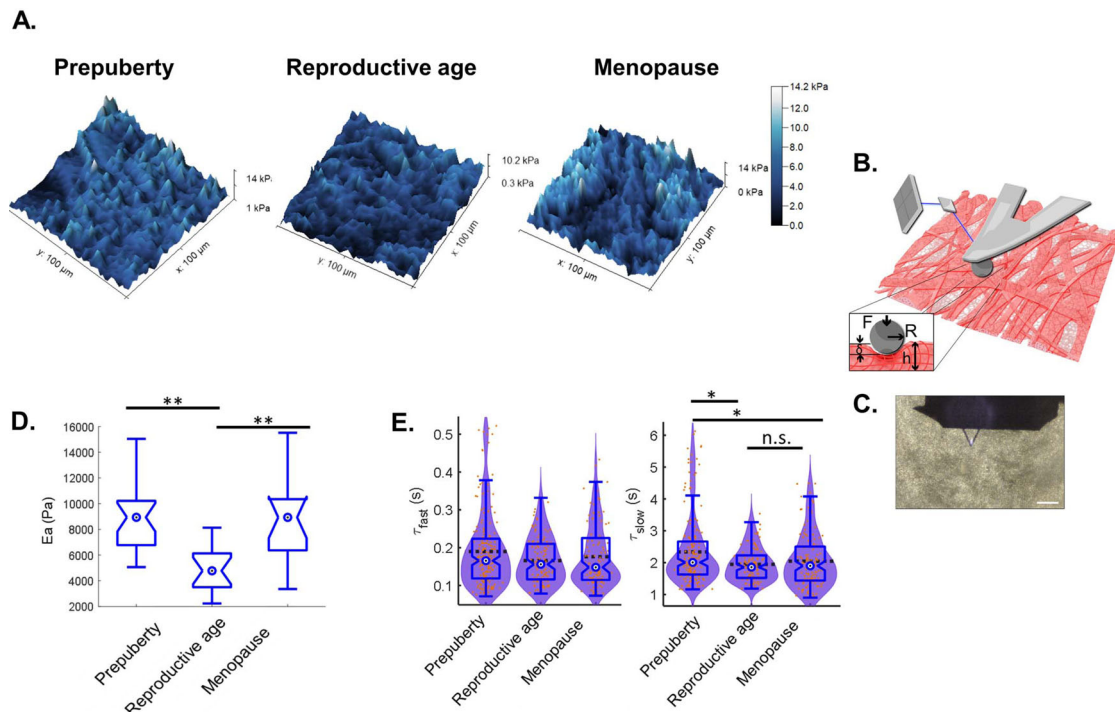 A.
Prepuberty
Reproductive age
Menopause
14 kP.
1 kPa
y: 100 µm
x: 100 µm
10.2 kPa
0.3 kPa
y: 100 µm
x: 100 µm
14 kPa
0 kPa
x: 100 µm
y: 100 µm
14.2 kPa
12.0
10.0
8.0
6.0
4.0
2.0
0.0
B.
F
R
δ
h
C.
D.
** **
Ea (Pa)
16000
14000
12000
10000
8000
6000
4000
2000
Prepuberty
Reproductive age
Menopause
E.
τfast (s)
0.5
0.4
0.3
0.2
0.1
Prepuberty
Reproductive age
Menopause
*
*
n.s.
τslow (s)
6
5
4
3
2
1
Prepuberty
Reproductive age
Menopause